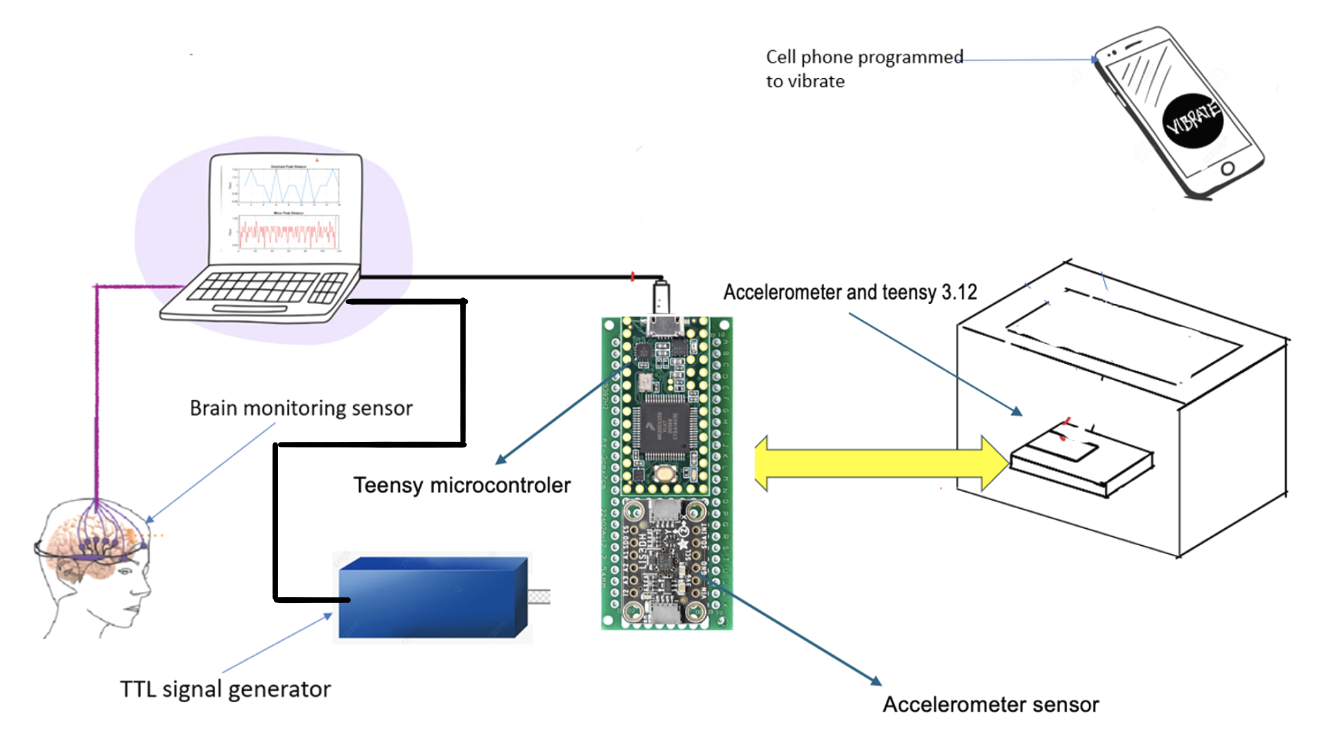 Cell phone programmed
to vibrate
VIBRATE
Accelerometer and teensy 3.12
Brain monitoring sensor
Teensy microcontroler
TTL signal generator
Accelerometer sensor